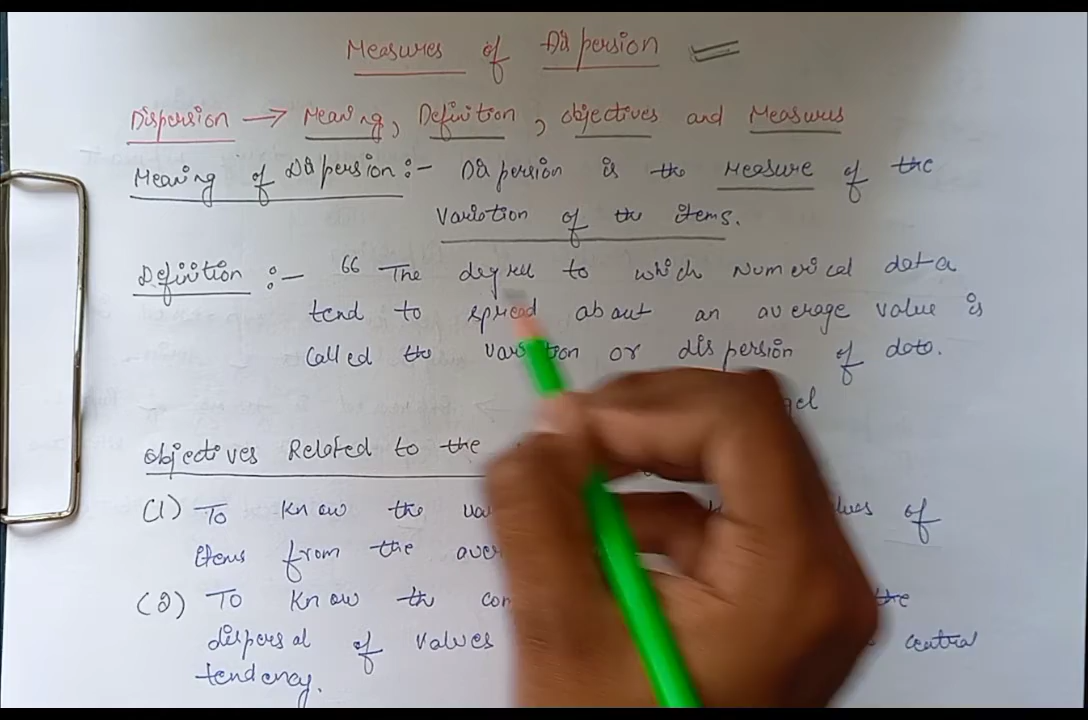 Measures of Dispersion
Dispersion → Meaning, Definition, objectives and Measures
Meaning of Dispersion :- Dispersion is the Measure of the
Variation of the items.
Definition :- " The degree to which Numerical data
tend to spread about an average value is
called the variation or dispersion of data.
objectives Related to the
(1) To know the of
items from the
(2) To know the the
dispersal of values central
tendency.